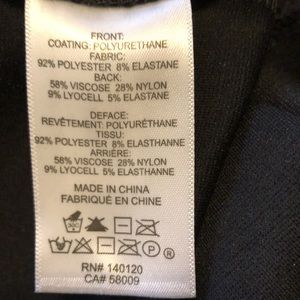 FRONT:
COATING: POLYURETHANE
FABRIC:
92% POLYESTER 8% ELASTANE
BACK:
58% VISCOSE 28% NYLON
9% LYOCELL 5% ELASTANE
DEFACE:
REVÊTEMENT: POLYURÉTHANE
TISSU:
92% POLYESTER 8% ÉLASTHANNE
ARRIÈRE:
58% VISCOSE 28% NYLON
9% LYOCELL 5% ÉLASTHANNE
MADE IN CHINA
FABRIQUÉ EN CHINE
P
RN# 140120
CA# 58009